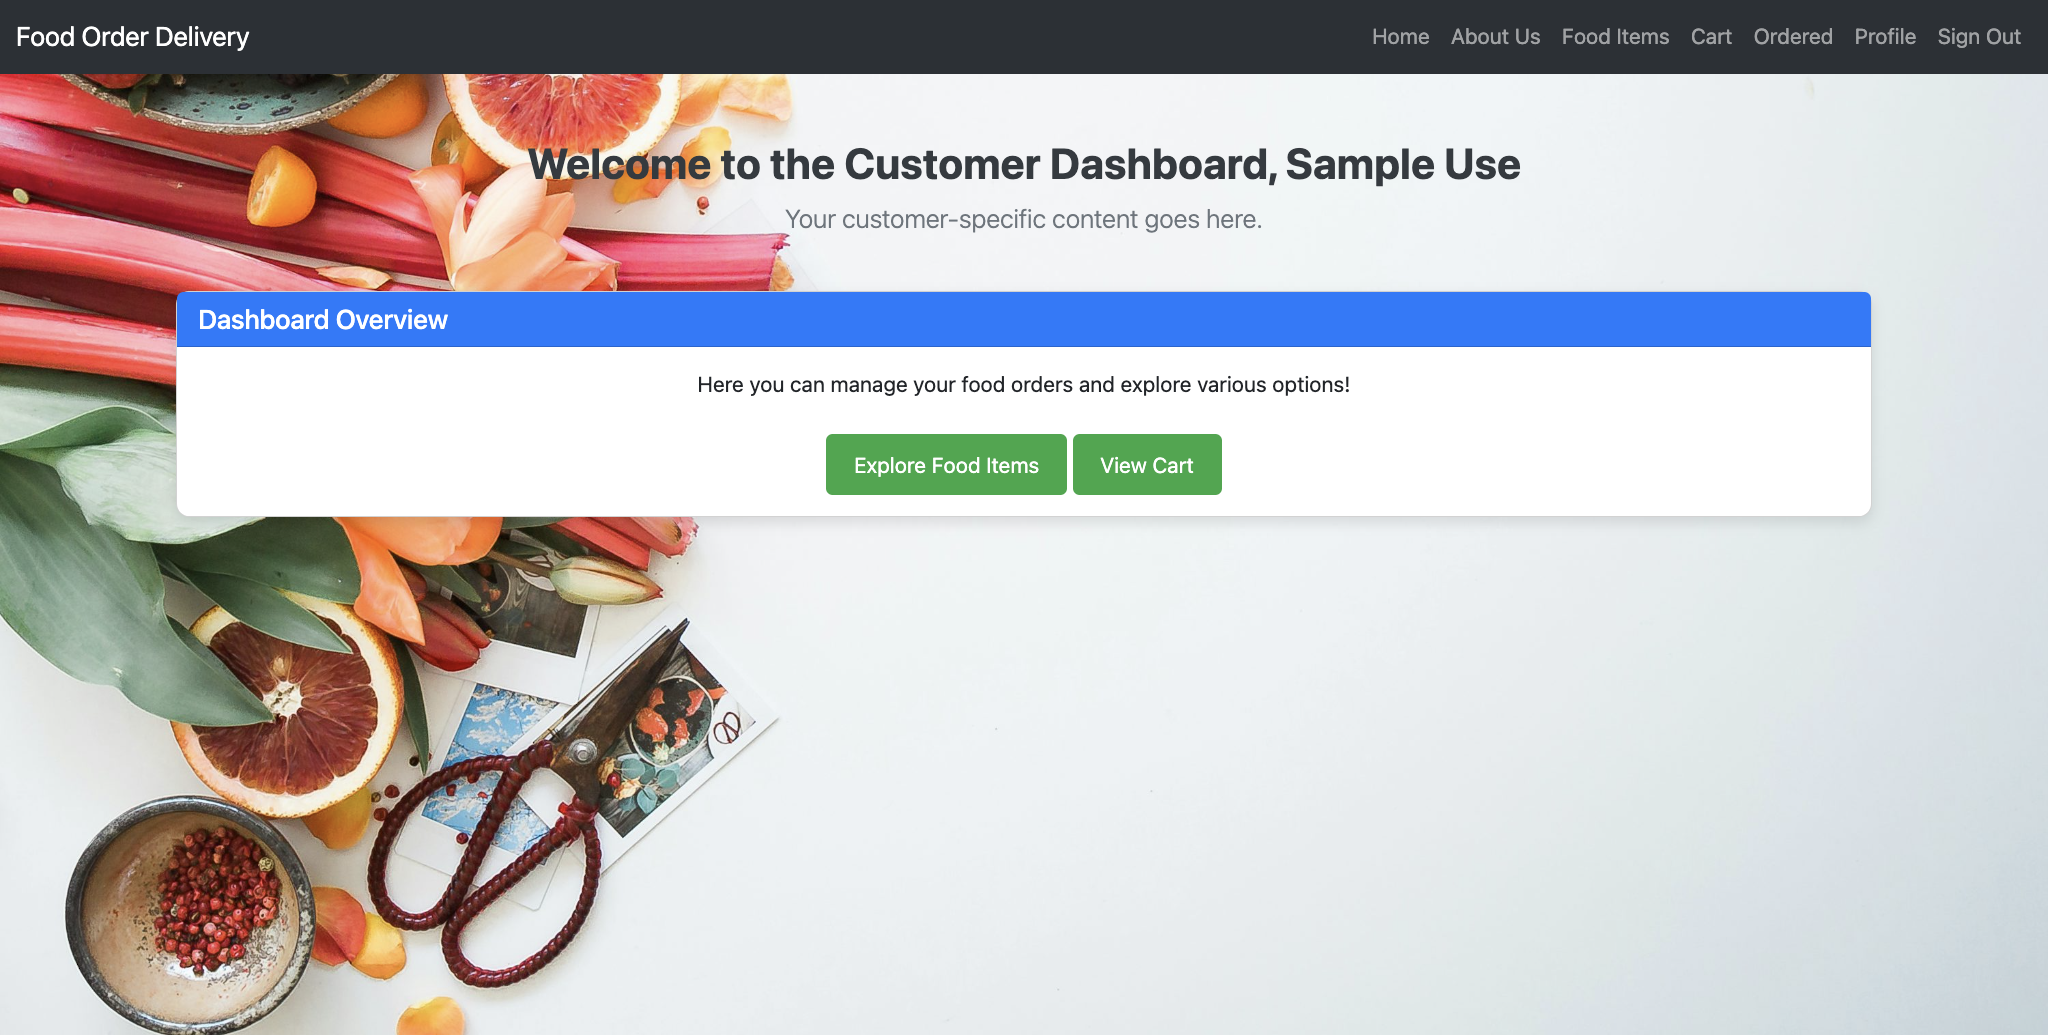 Food Order Delivery
Home About Us Food Items Cart Ordered Profile Sign Out
Welcome to the Customer Dashboard, Sample Use
Your customer-specific content goes here.
Dashboard Overview
Here you can manage your food orders and explore various options!
Explore Food Items View Cart